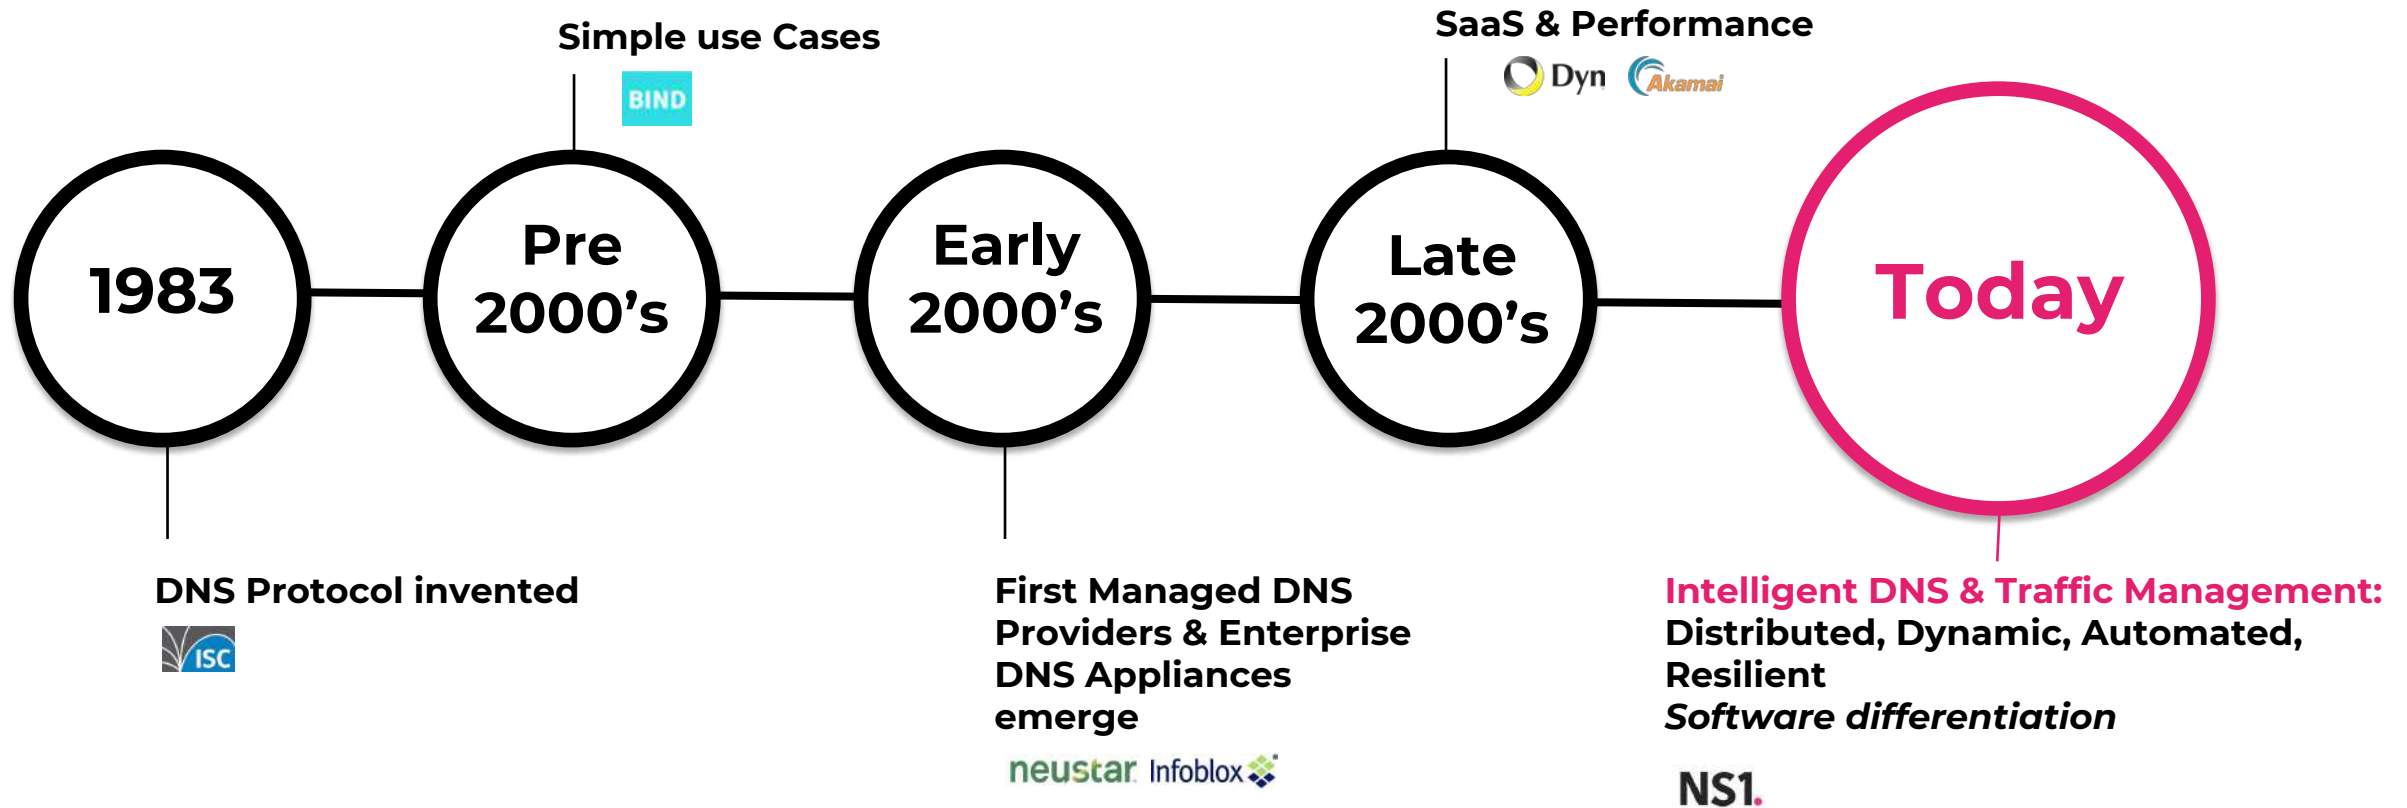 Simple use Cases
BIND
SaaS & Performance
Dyn
Akamai
1983
Pre
2000’s
Early
2000’s
Late
2000’s
Today
DNS Protocol invented
ISC
First Managed DNS
Providers & Enterprise
DNS Appliances
emerge
neustar Infoblox
Intelligent DNS & Traffic Management:
Distributed, Dynamic, Automated,
Resilient
Software differentiation
NS1.